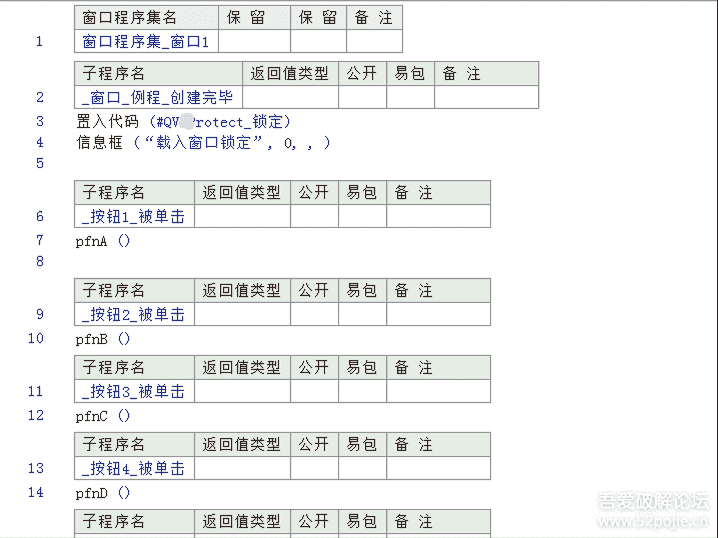 窗口程序集名 保 留 保 留 备 注
1 窗口程序集_窗口1
子程序名 返回值类型 公开 易包 备 注
2 _窗口_例程_创建完毕
3 置入代码 (#QV rotect_锁定)
4 信息框 (“载入窗口锁定”, 0, , )
5
子程序名 返回值类型 公开 易包 备 注
6 _按钮1_被单击
7 pfnA ()
8
子程序名 返回值类型 公开 易包 备 注
9 _按钮2_被单击
10 pfnB ()
子程序名 返回值类型 公开 易包 备 注
11 _按钮3_被单击
12 pfnC ()
子程序名 返回值类型 公开 易包 备 注
13 _按钮4_被单击
14 pfnD ()
子程序名 返回值类型 公开 易包 备 注
吾爱破解论坛
www.52pojie.cn